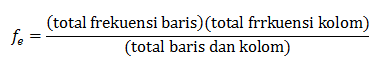 fₑ = (total frekuensi baris)(total frrkuensi kolom) / (total baris dan kolom)